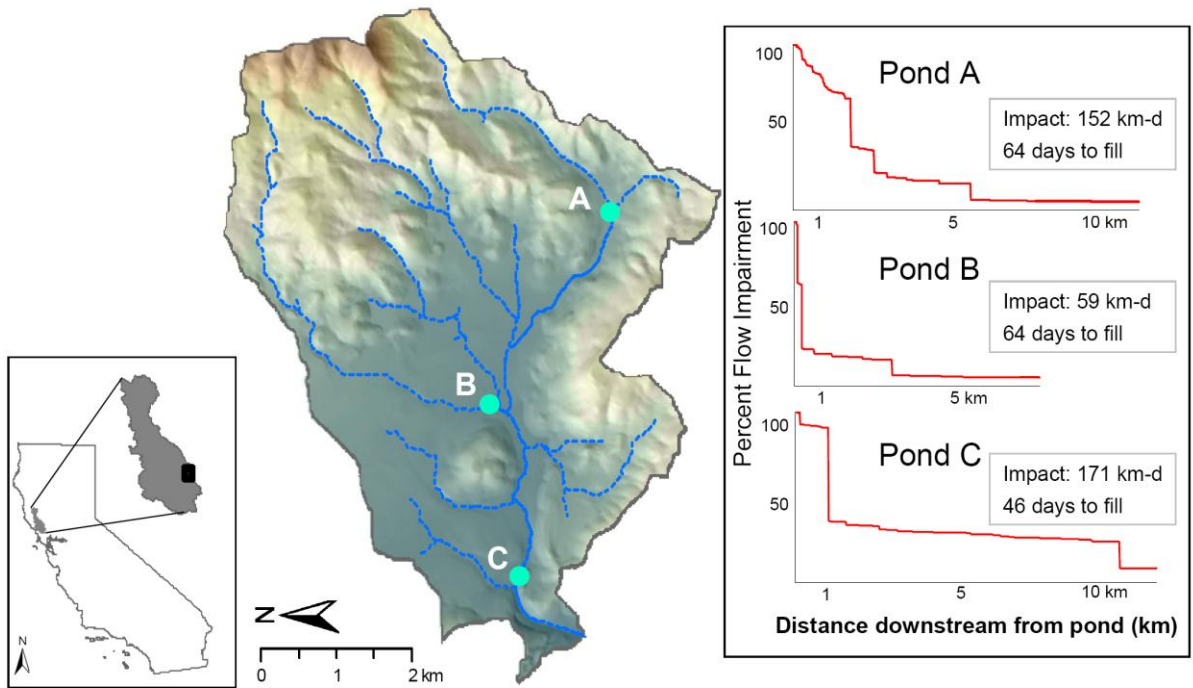 A
B
C
N
0 1 2 km
N
Percent Flow Impairment
100
50
Pond A
Impact: 152 km-d
64 days to fill
1 5 10 km
100
50
Pond B
Impact: 59 km-d
64 days to fill
1 5 km
100
50
Pond C
Impact: 171 km-d
46 days to fill
1 5 10 km
Distance downstream from pond (km)